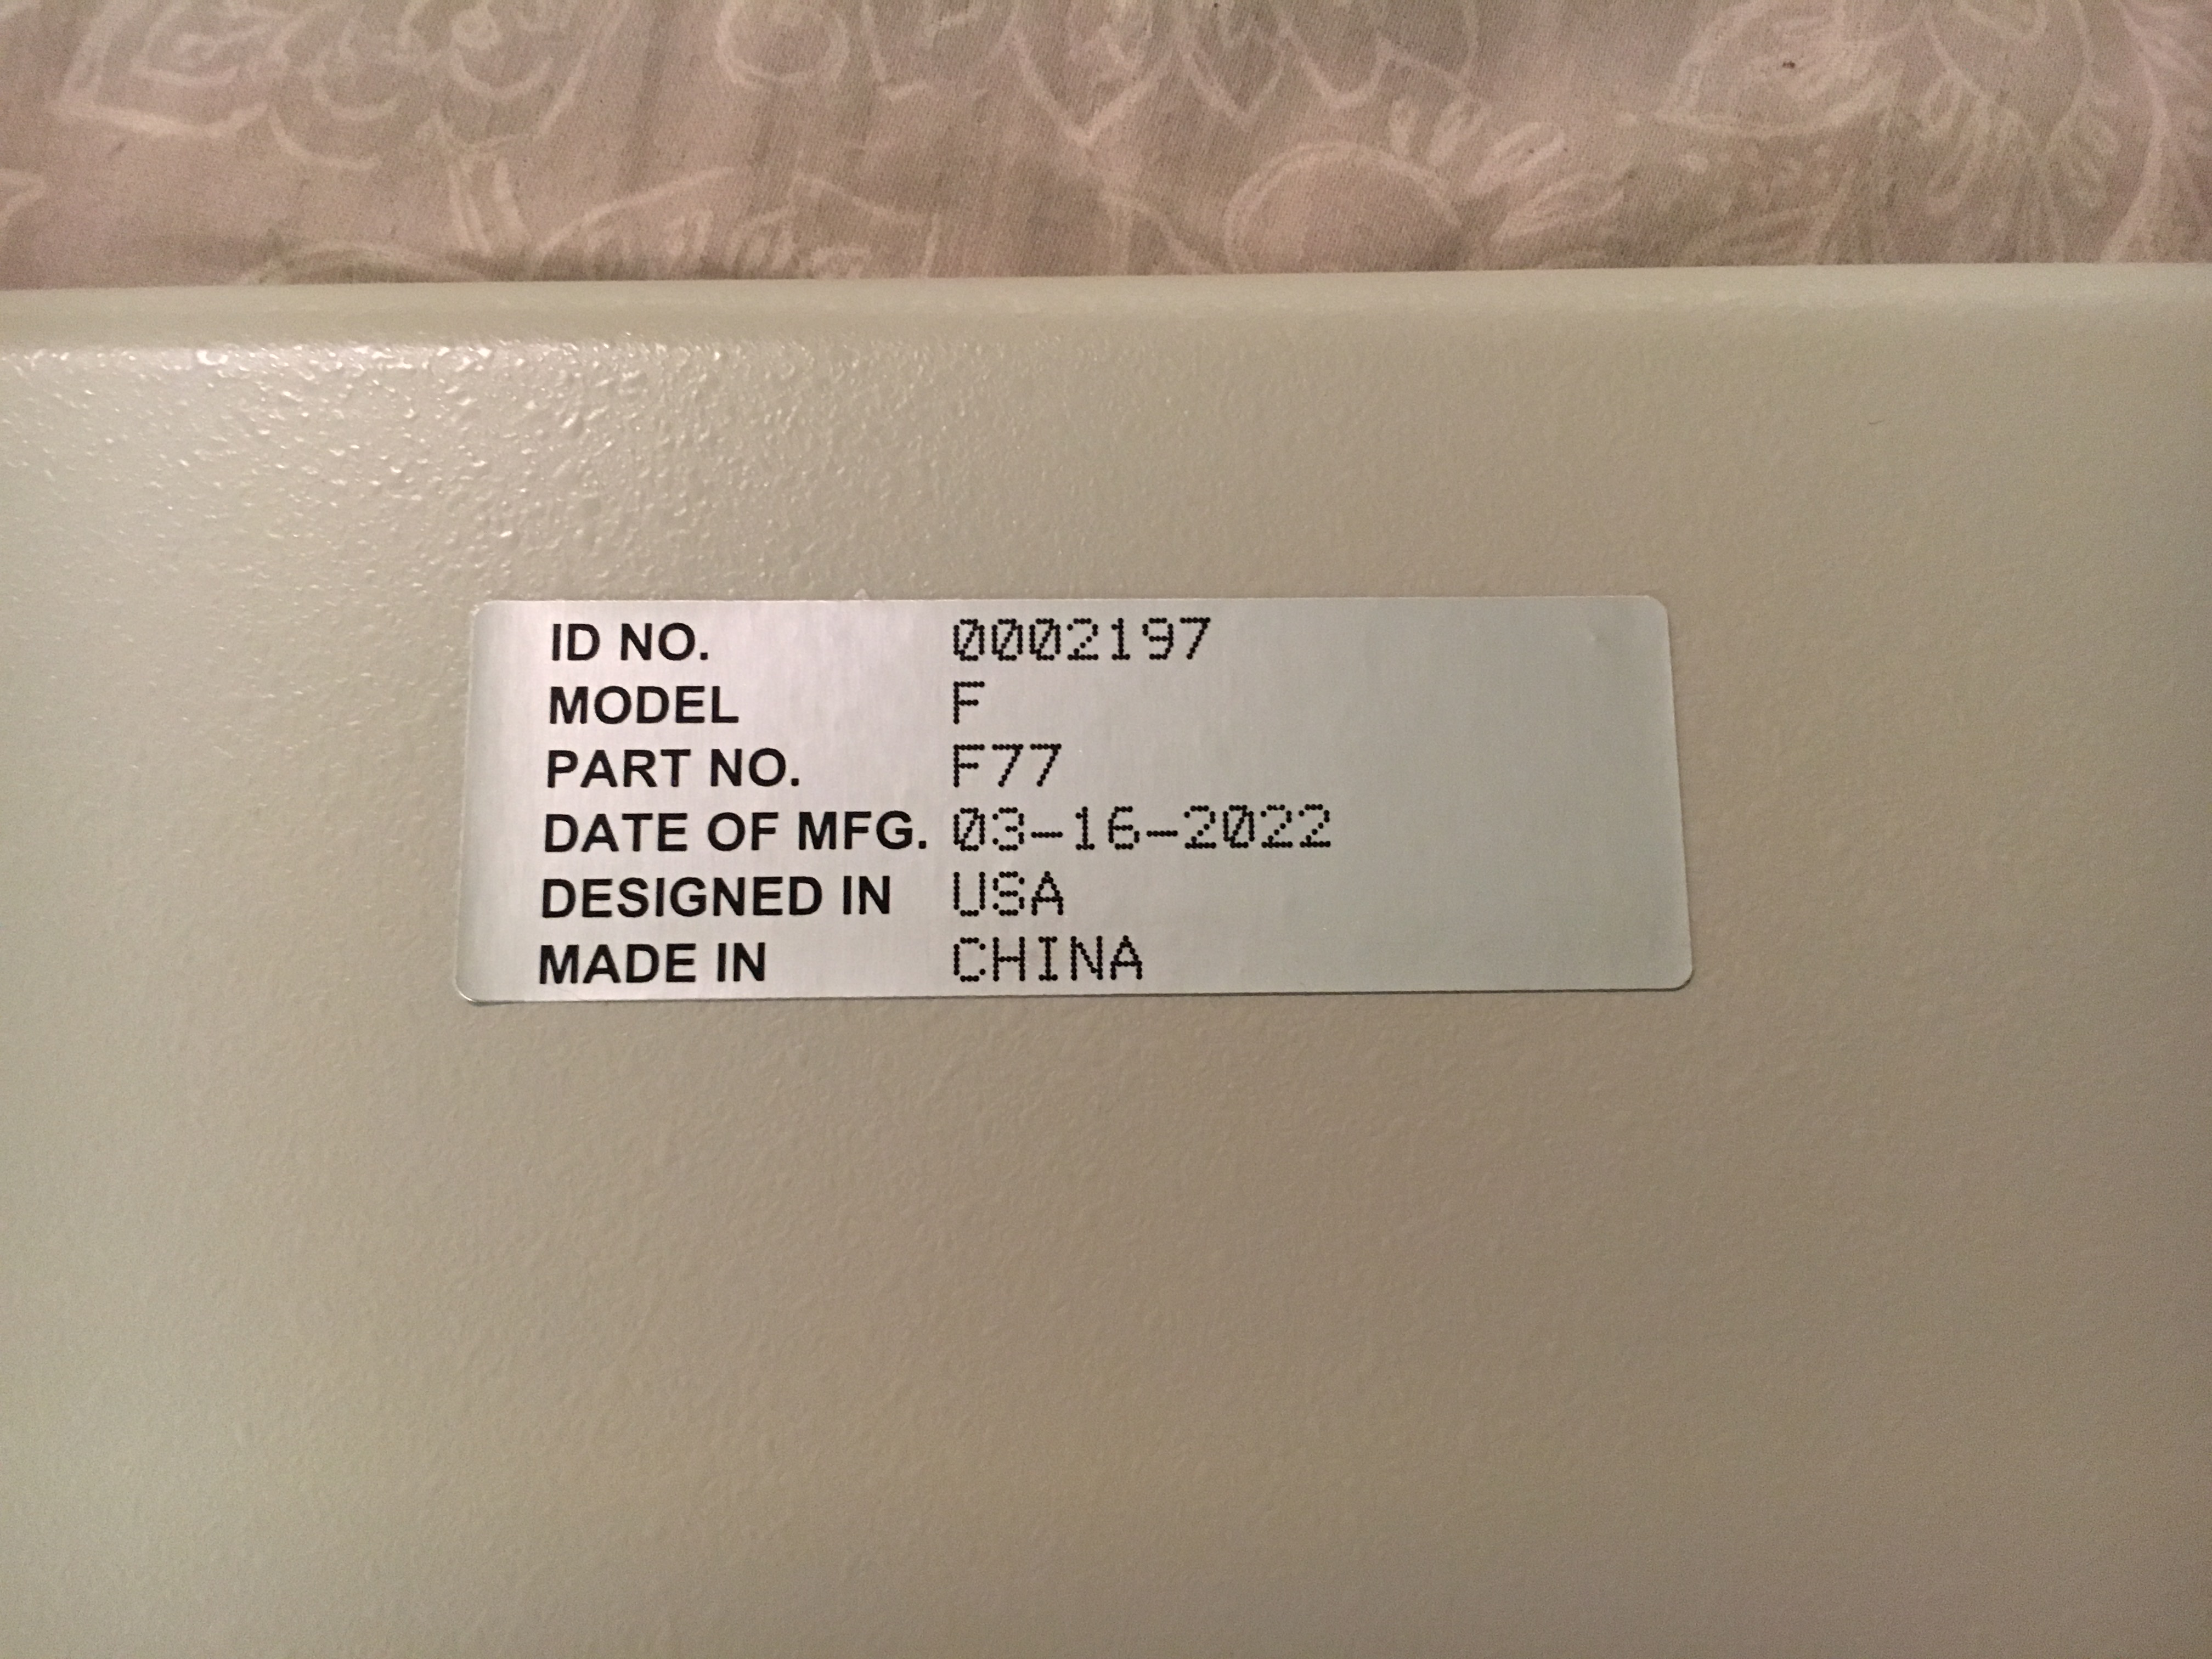 ID NO. 0002197
MODEL F
PART NO. F77
DATE OF MFG. 03-16-2022
DESIGNED IN USA
MADE IN CHINA